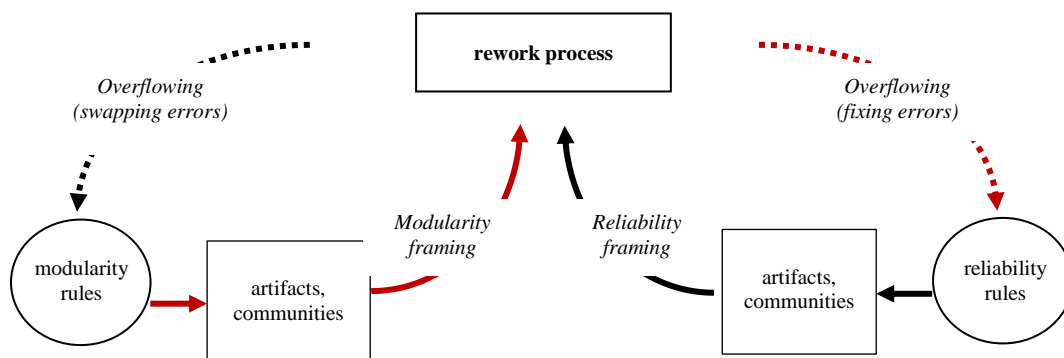 rework process
Overflowing
(swapping errors)
Overflowing
(fixing errors)
Modularity
framing
Reliability
framing
modularity
rules
artifacts,
communities
artifacts,
communities
reliability
rules